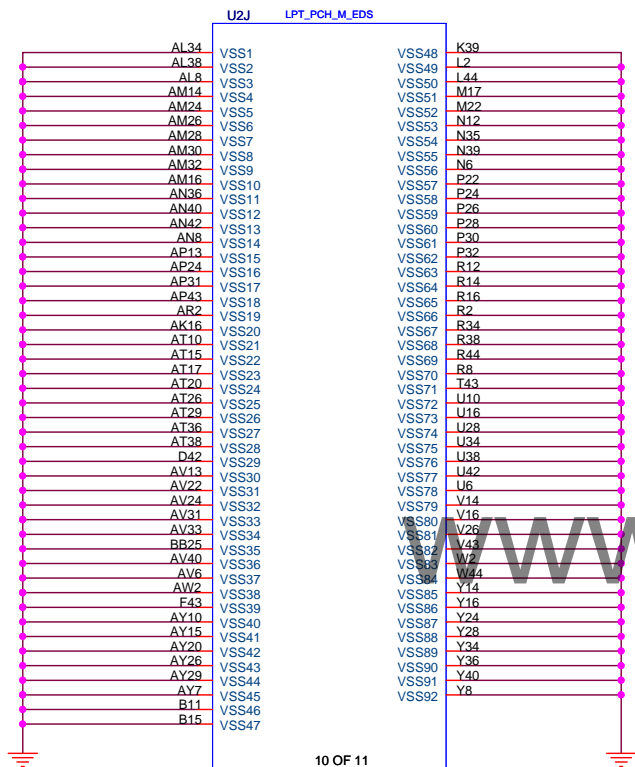 U2J LPT_PCH_M_EDS
AL34 VSS1 VSS48 K39
AL38 VSS2 VSS49 L2
AL8 VSS3 VSS50 L44
AM14 VSS4 VSS51 M17
AM24 VSS5 VSS52 M22
AM26 VSS6 VSS53 N12
AM28 VSS7 VSS54 N35
AM30 VSS8 VSS55 N39
AM32 VSS9 VSS56 N6
AM16 VSS10 VSS57 P22
AN36 VSS11 VSS58 P24
AN40 VSS12 VSS59 P26
AN42 VSS13 VSS60 P28
AN8 VSS14 VSS61 P30
AP13 VSS15 VSS62 P32
AP24 VSS16 VSS63 R12
AP31 VSS17 VSS64 R14
AP43 VSS18 VSS65 R16
AR2 VSS19 VSS66 R2
AK16 VSS20 VSS67 R34
AT10 VSS21 VSS68 R38
AT15 VSS22 VSS69 R44
AT17 VSS23 VSS70 R8
AT20 VSS24 VSS71 T43
AT26 VSS25 VSS72 U10
AT29 VSS26 VSS73 U16
AT36 VSS27 VSS74 U28
AT38 VSS28 VSS75 U34
D42 VSS29 VSS76 U38
AV13 VSS30 VSS77 U42
AV22 VSS31 VSS78 U6
AV24 VSS32 VSS79 V14
AV31 VSS33 VSS80 V16
AV33 VSS34 VSS81 V26
BB25 VSS35 VSS82 V43
AV40 VSS36 VSS83 W2
AV6 VSS37 VSS84 W44
AW2 VSS38 VSS85 Y14
F43 VSS39 VSS86 Y16
AY10 VSS40 VSS87 Y24
AY15 VSS41 VSS88 Y28
AY20 VSS42 VSS89 Y34
AY26 VSS43 VSS90 Y36
AY29 VSS44 VSS91 Y40
AY7 VSS45 VSS92 Y8
B11 VSS46
B15 VSS47
10 OF 11